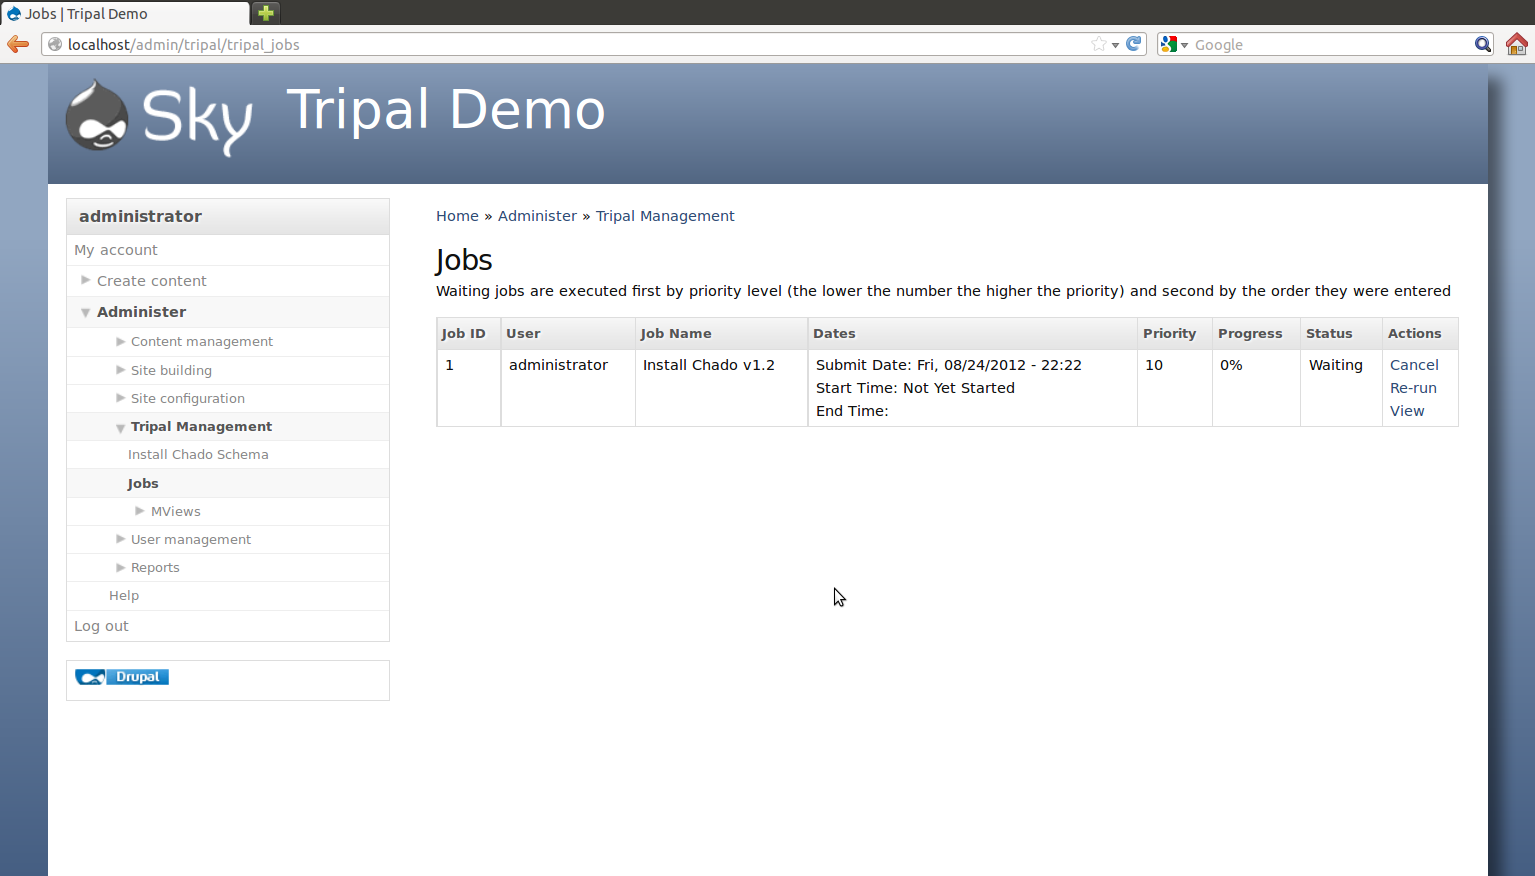 Jobs | Tripal Demo
localhost/admin/tripal/tripal_jobs
Google
Sky Tripal Demo
administrator
My account
Create content
Administer
Content management
Site building
Site configuration
Tripal Management
Install Chado Schema
Jobs
MViews
User management
Reports
Help
Log out
Drupal
Home » Administer » Tripal Management
Jobs
Waiting jobs are executed first by priority level (the lower the number the higher the priority) and second by the order they were entered
Job ID User Job Name Dates Priority Progress Status Actions
1 administrator Install Chado v1.2 Submit Date: Fri, 08/24/2012 - 22:22 10 0% Waiting Cancel
Start Time: Not Yet Started Re-run
End Time: View